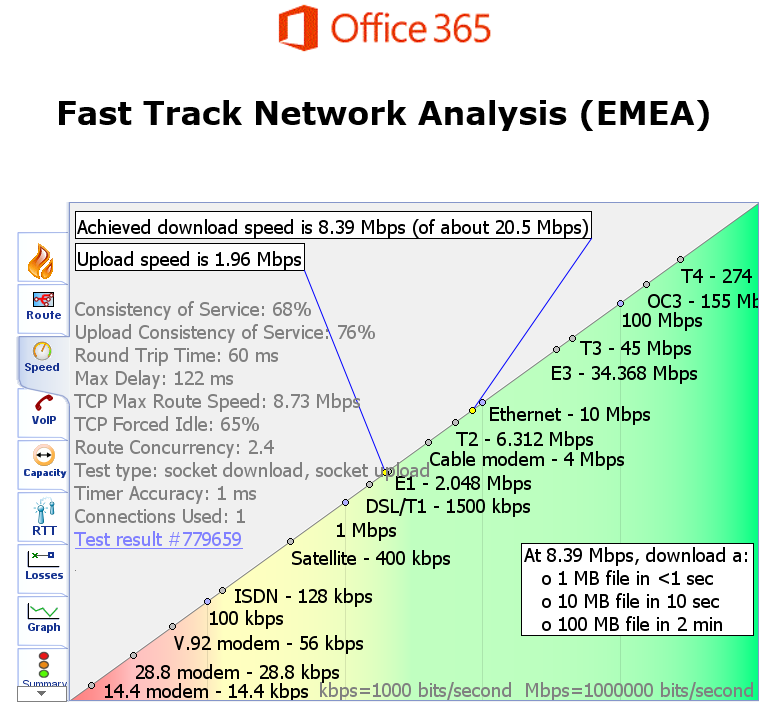 Office 365
Fast Track Network Analysis (EMEA)
Achieved download speed is 8.39 Mbps (of about 20.5 Mbps)
Upload speed is 1.96 Mbps
Route
Speed
VoIP
Capacity
RTT
Losses
Graph
Summary
Consistency of Service: 68%
Upload Consistency of Service: 76%
Round Trip Time: 60 ms
Max Delay: 122 ms
TCP Max Route Speed: 8.73 Mbps
TCP Forced Idle: 65%
Route Concurrency: 2.4
Test type: socket download, socket upload
Timer Accuracy: 1 ms
Connections Used: 1
Test result #779659
T4 - 274
OC3 - 155 Mb
100 Mbps
T3 - 45 Mbps
E3 - 34.368 Mbps
Ethernet - 10 Mbps
T2 - 6.312 Mbps
Cable modem - 4 Mbps
E1 - 2.048 Mbps
DSL/T1 - 1500 kbps
1 Mbps
Satellite - 400 kbps
ISDN - 128 kbps
100 kbps
V.92 modem - 56 kbps
28.8 modem - 28.8 kbps
14.4 modem - 14.4 kbps
At 8.39 Mbps, download a:
o 1 MB file in <1 sec
o 10 MB file in 10 sec
o 100 MB file in 2 min
kbps=1000 bits/second Mbps=1000000 bits/second